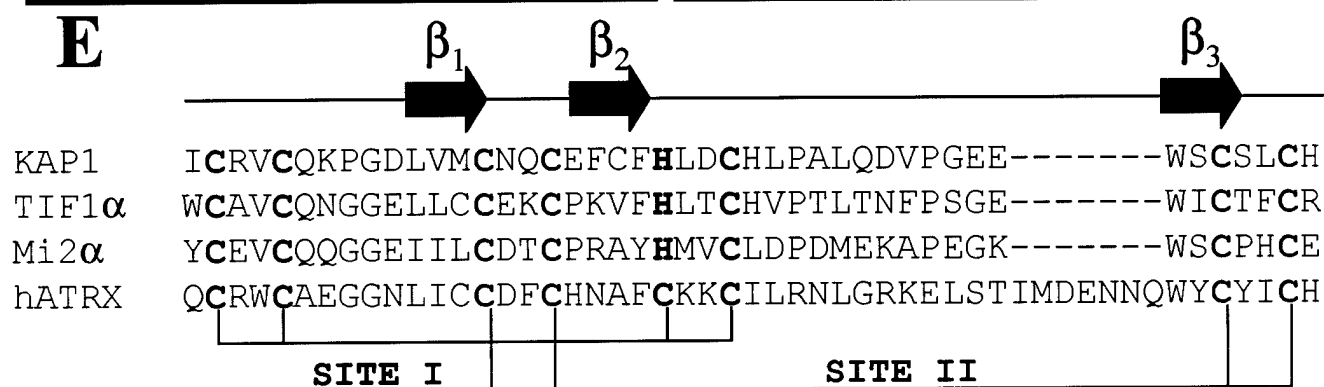 E
β1 β2 β3
KAP1 ICRVCQKPGDLVMCNQCEFCFHLDCHLPALQDVPGEE-------WSCSLCH
TIF1α WCAVCQNGGELLCCEKCPKVFHLTCHVPTLTNFPSGE-------WICTFCR
Mi2α YCEVCQQGGEIILCDTCPRAYHMVCLDPDMEKAPEGK-------WSCPHCE
hATRX QCRWCAEGGNLICCDFCHNAFCKKCILRNLGRKELSTIMDENNQWYCYICH
SITE I SITE II